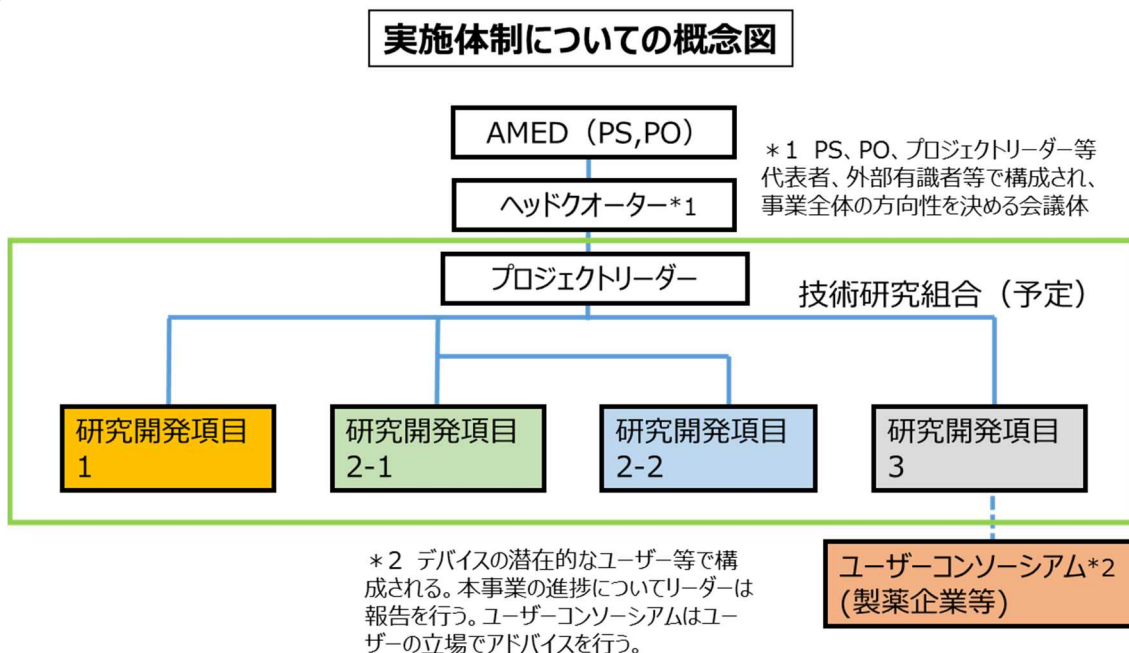 実施体制についての概念図
AMED（PS,PO）
＊1 PS、PO、プロジェクトリーダー等
代表者、外部有識者等で構成され、
事業全体の方向性を決める会議体
ヘッドクオーター*1
プロジェクトリーダー
技術研究組合（予定）
研究開発項目
1
研究開発項目
2-1
研究開発項目
2-2
研究開発項目
3
＊2 デバイスの潜在的なユーザー等で構
成される。本事業の進捗についてリーダーは
報告を行う。ユーザーコンソーシアムはユー
ザーの立場でアドバイスを行う。
ユーザーコンソーシアム*2
(製薬企業等)